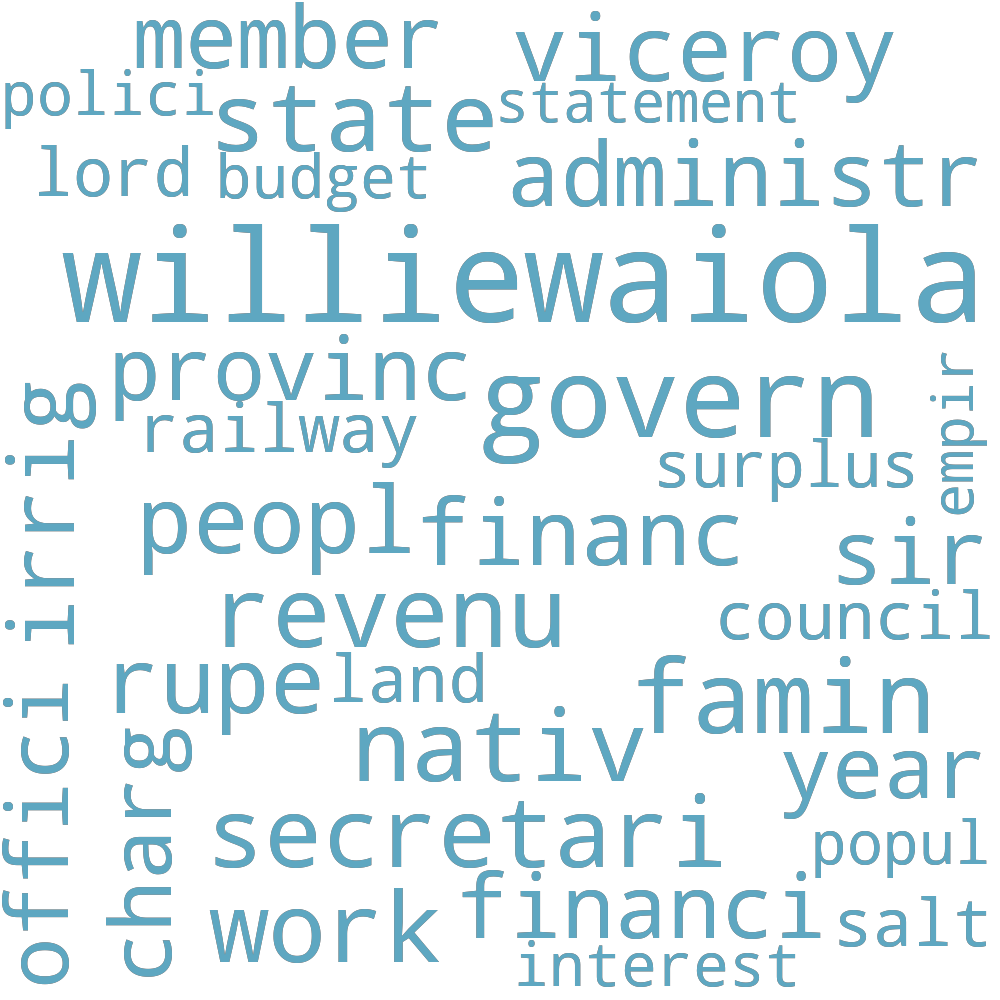 member
viceroy
polici
state
statement
lord
budget
administr
williewaiola
provinc
govern
railway
surplus
empir
irrig
peopl
financ
sir
revenu
council
rupe
land
famin
offici
charg
nativ
year
secretari
popul
work
financi
salt
interest